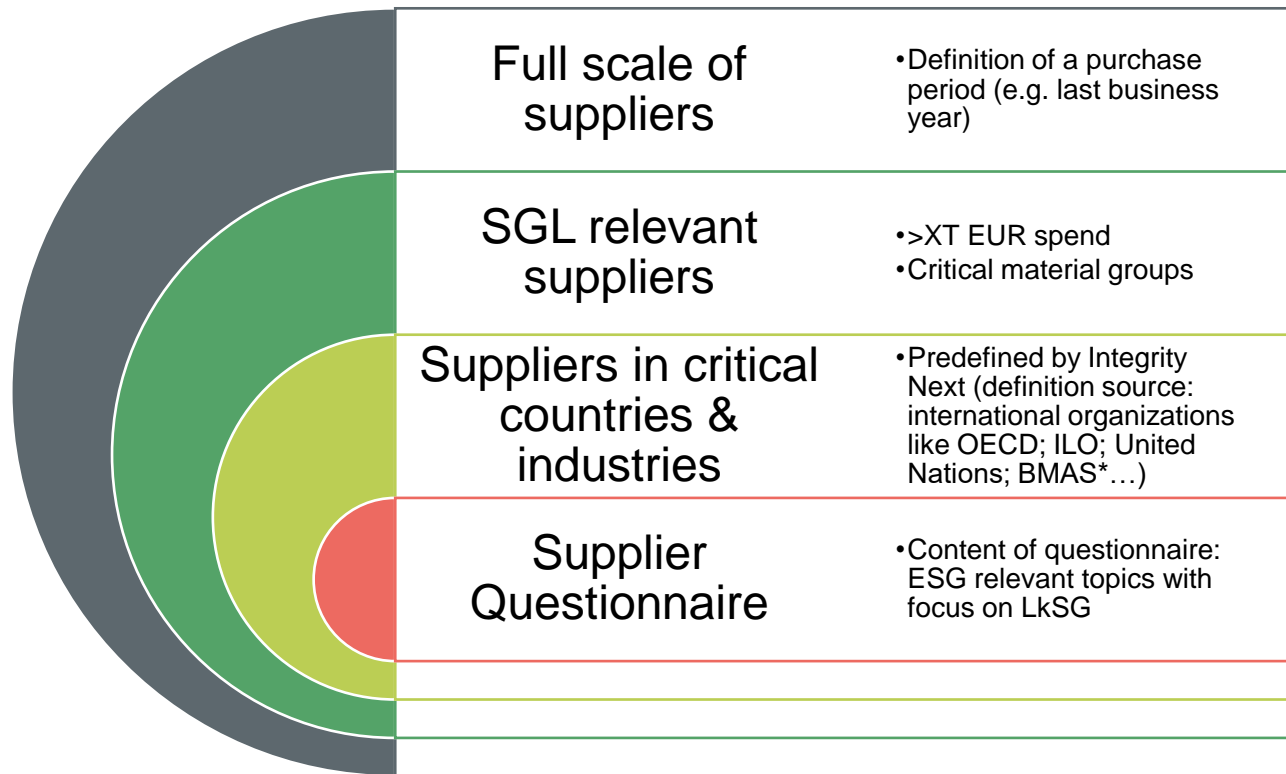 Full scale of
suppliers
•Definition of a purchase
period (e.g. last business
year)
SGL relevant
suppliers
•>XT EUR spend
•Critical material groups
Suppliers in critical
countries &
industries
•Predefined by Integrity
Next (definition source:
international organizations
like OECD; ILO; United
Nations; BMAS*…)
Supplier
Questionnaire
•Content of questionnaire:
ESG relevant topics with
focus on LkSG